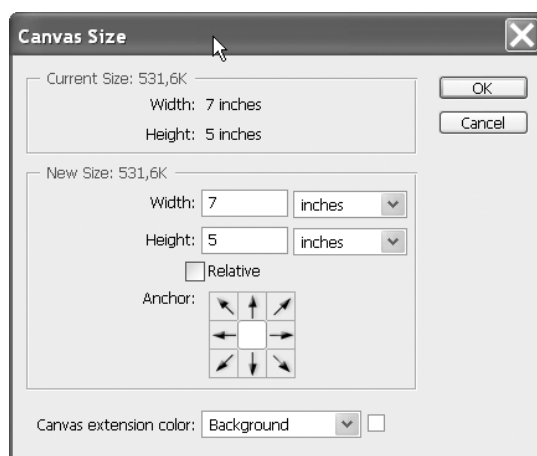 Canvas Size
Current Size: 531,6K
Width: 7 inches
Height: 5 inches
OK
Cancel
New Size: 531,6K
Width: 7 inches
Height: 5 inches
Relative
Anchor:
Canvas extension color: Background